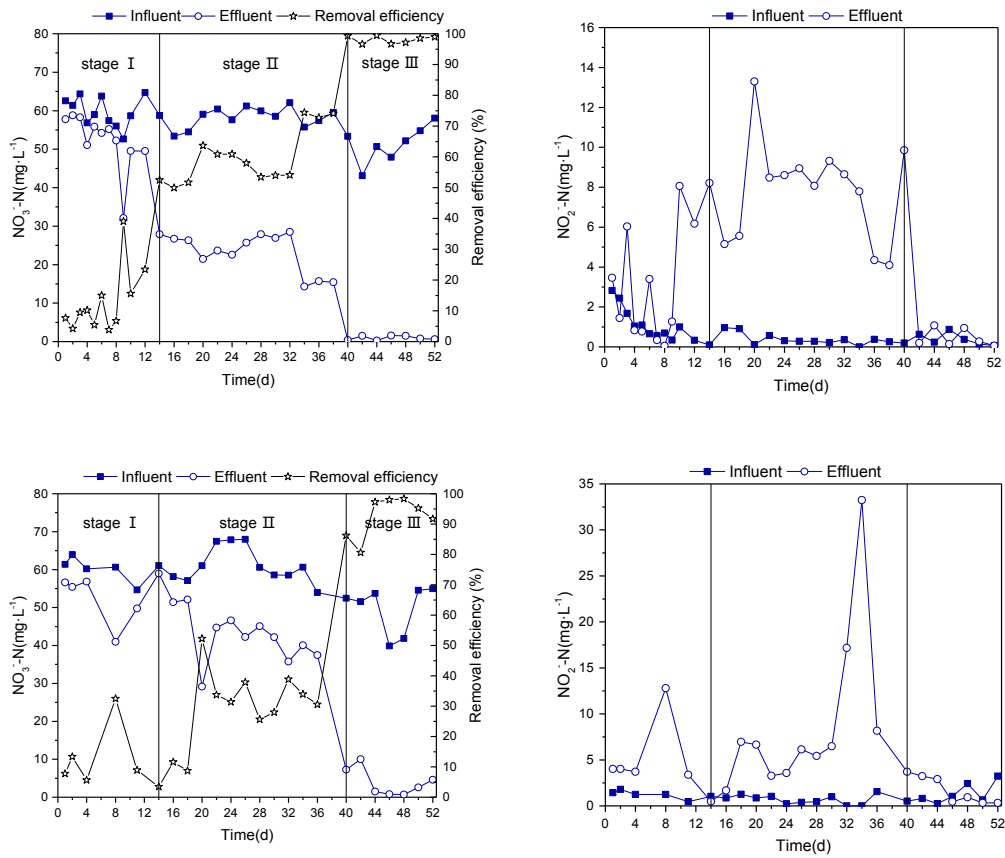 Influent Effluent Removal efficiency
stage Ⅰ stage Ⅱ stage Ⅲ
NO₃⁻-N(mg·L⁻¹)
80
70
60
50
40
30
20
10
0
100
90
80
70
60
50
40
30
20
10
0
Removal efficiency (%)
0 4 8 12 16 20 24 28 32 36 40 44 48 52
Time(d)
Influent Effluent
NO₂⁻-N(mg·L⁻¹)
16
14
12
10
8
6
4
2
0
0 4 8 12 16 20 24 28 32 36 40 44 48 52
Time(d)
Influent Effluent Removal efficiency
stage Ⅰ stage Ⅱ stage Ⅲ
NO₃⁻-N(mg·L⁻¹)
80
70
60
50
40
30
20
10
0
100
90
80
70
60
50
40
30
20
10
0
Removal efficiency (%)
0 4 8 12 16 20 24 28 32 36 40 44 48 52
Time(d)
Influent Effluent
NO₂⁻-N(mg·L⁻¹)
35
30
25
20
15
10
5
0
0 4 8 12 16 20 24 28 32 36 40 44 48 52
Time(d)